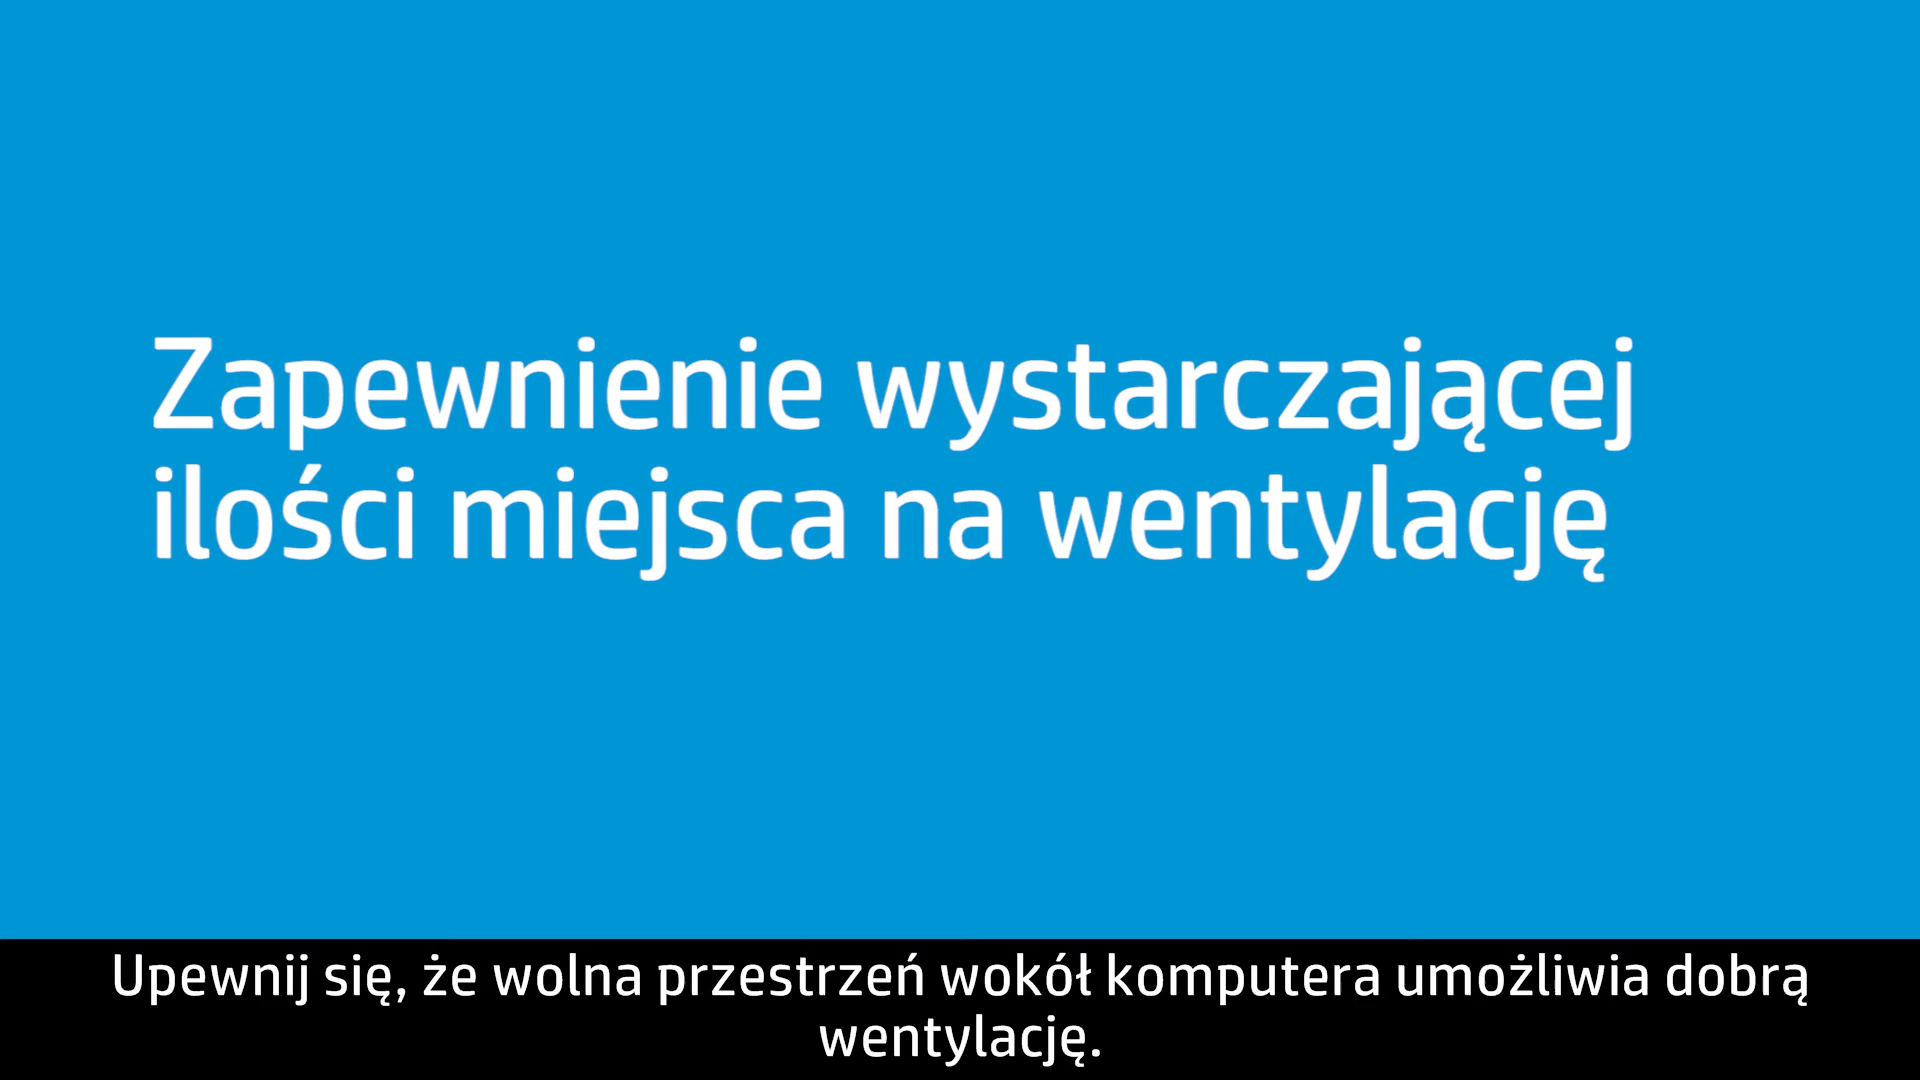 Zapewnienie wystarczającej
ilości miejsca na wentylację
Upewnij się, że wolna przestrzeń wokół komputera umożliwia dobrą
wentylację.